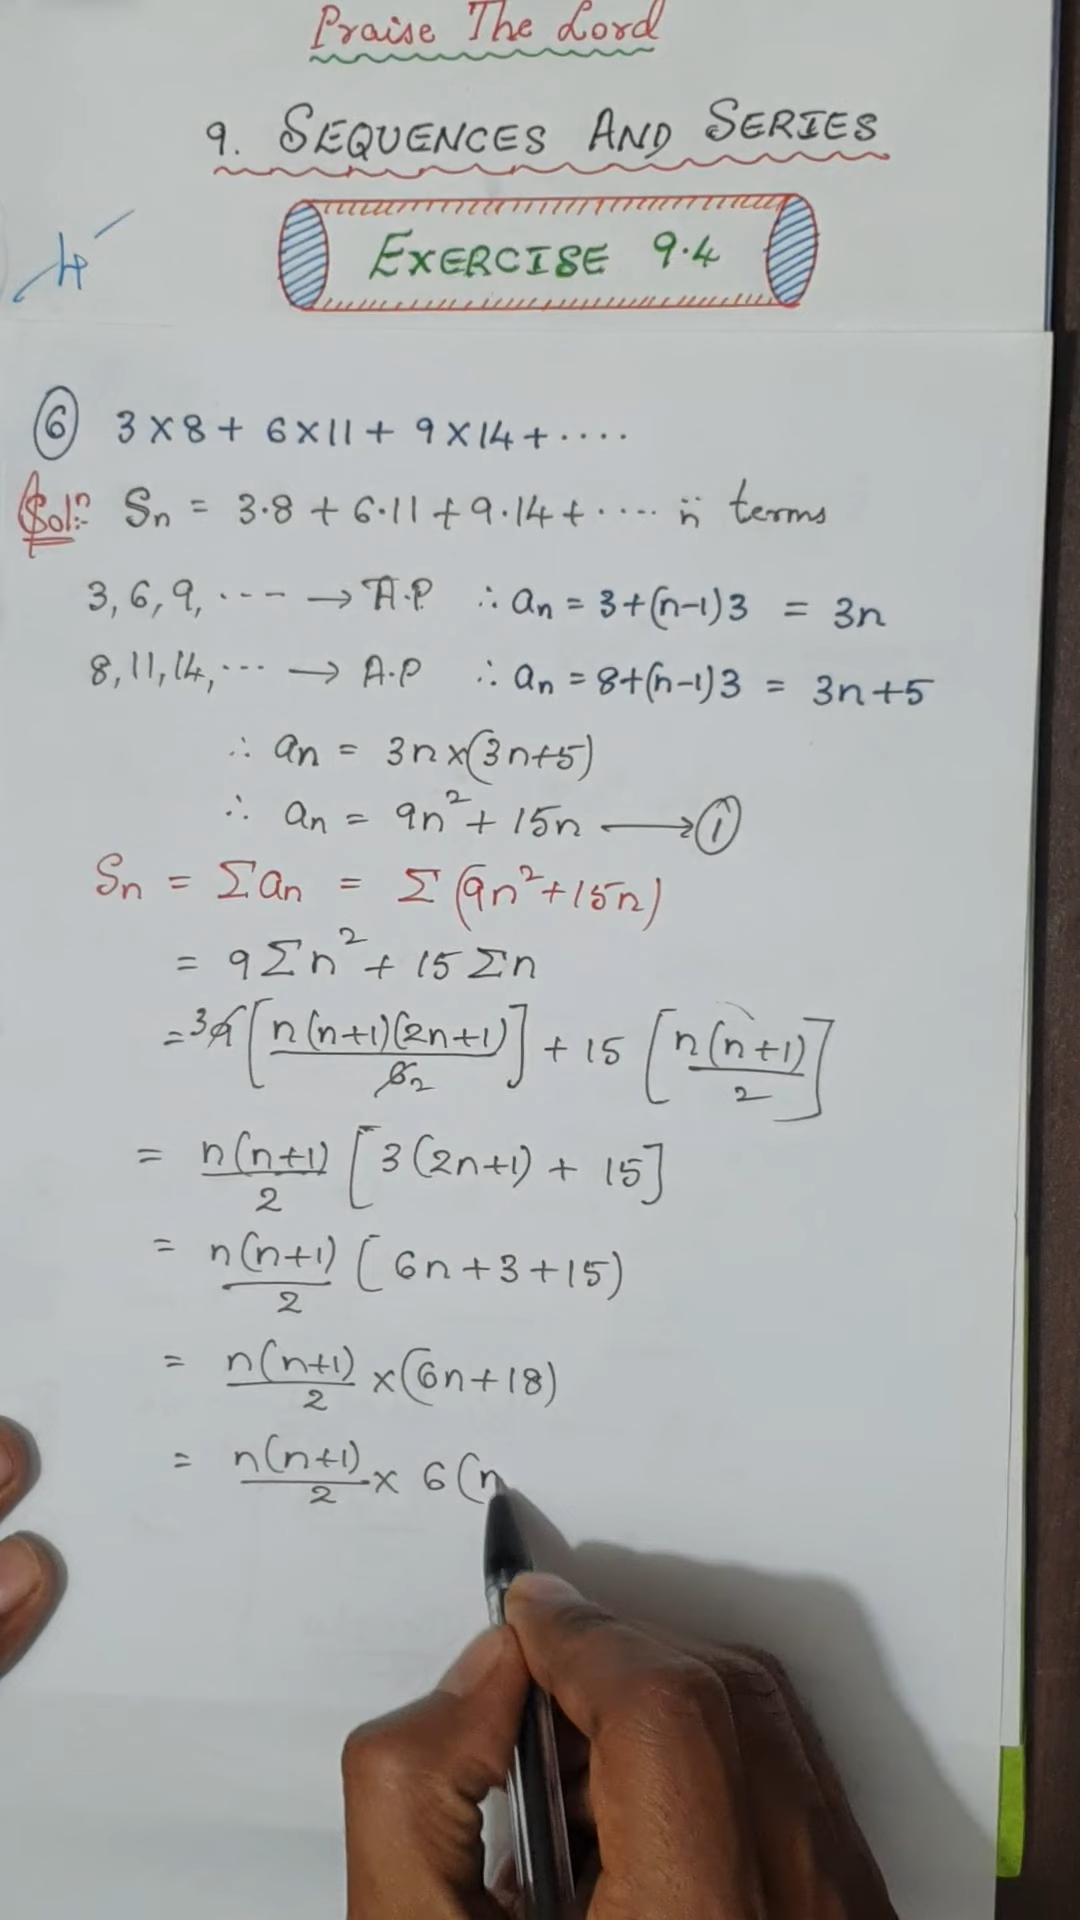 Praise The Lord
9. SEQUENCES AND SERIES
EXERCISE 9.4
⑥ 3×8 + 6×11 + 9×14 + ....
Solⁿ:- Sn = 3·8 + 6·11 + 9·14 + .... "n" terms
3, 6, 9, ---- → A.P ∴ an = 3+(n-1)3 = 3n
8, 11, 14, ... → A.P ∴ an = 8+(n-1)3 = 3n+5
∴ an = 3n×(3n+5)
∴ an = 9n² + 15n → ①
Sn = Σan = Σ(9n²+15n)
= 9Σn² + 15Σn
= 3 9[n(n+1)(2n+1)/6 2] + 15[n(n+1)/2]
= n(n+1)/2 [3(2n+1) + 15]
= n(n+1)/2 [6n+3+15)
= n(n+1)/2 ×(6n+18)
= n(n+1)/2 × 6(n